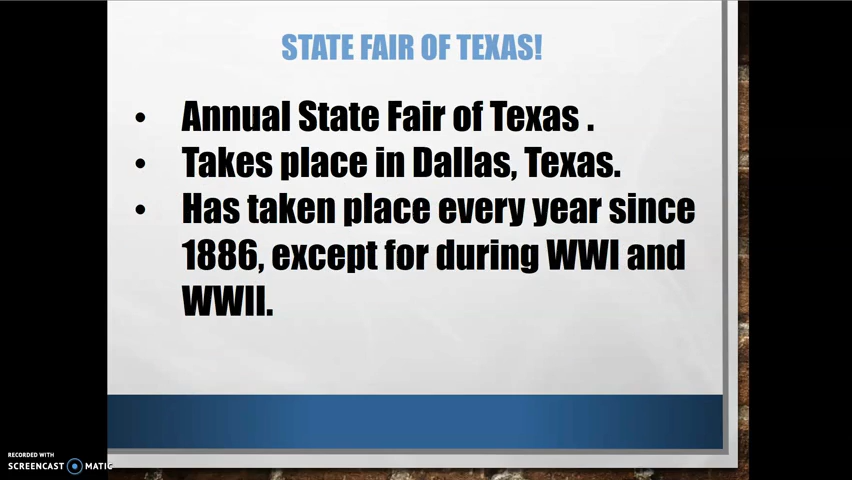 STATE FAIR OF TEXAS!
• Annual State Fair of Texas .
• Takes place in Dallas, Texas.
• Has taken place every year since
1886, except for during WWI and
WWII.
RECORDED WITH
SCREENCAST MATIC